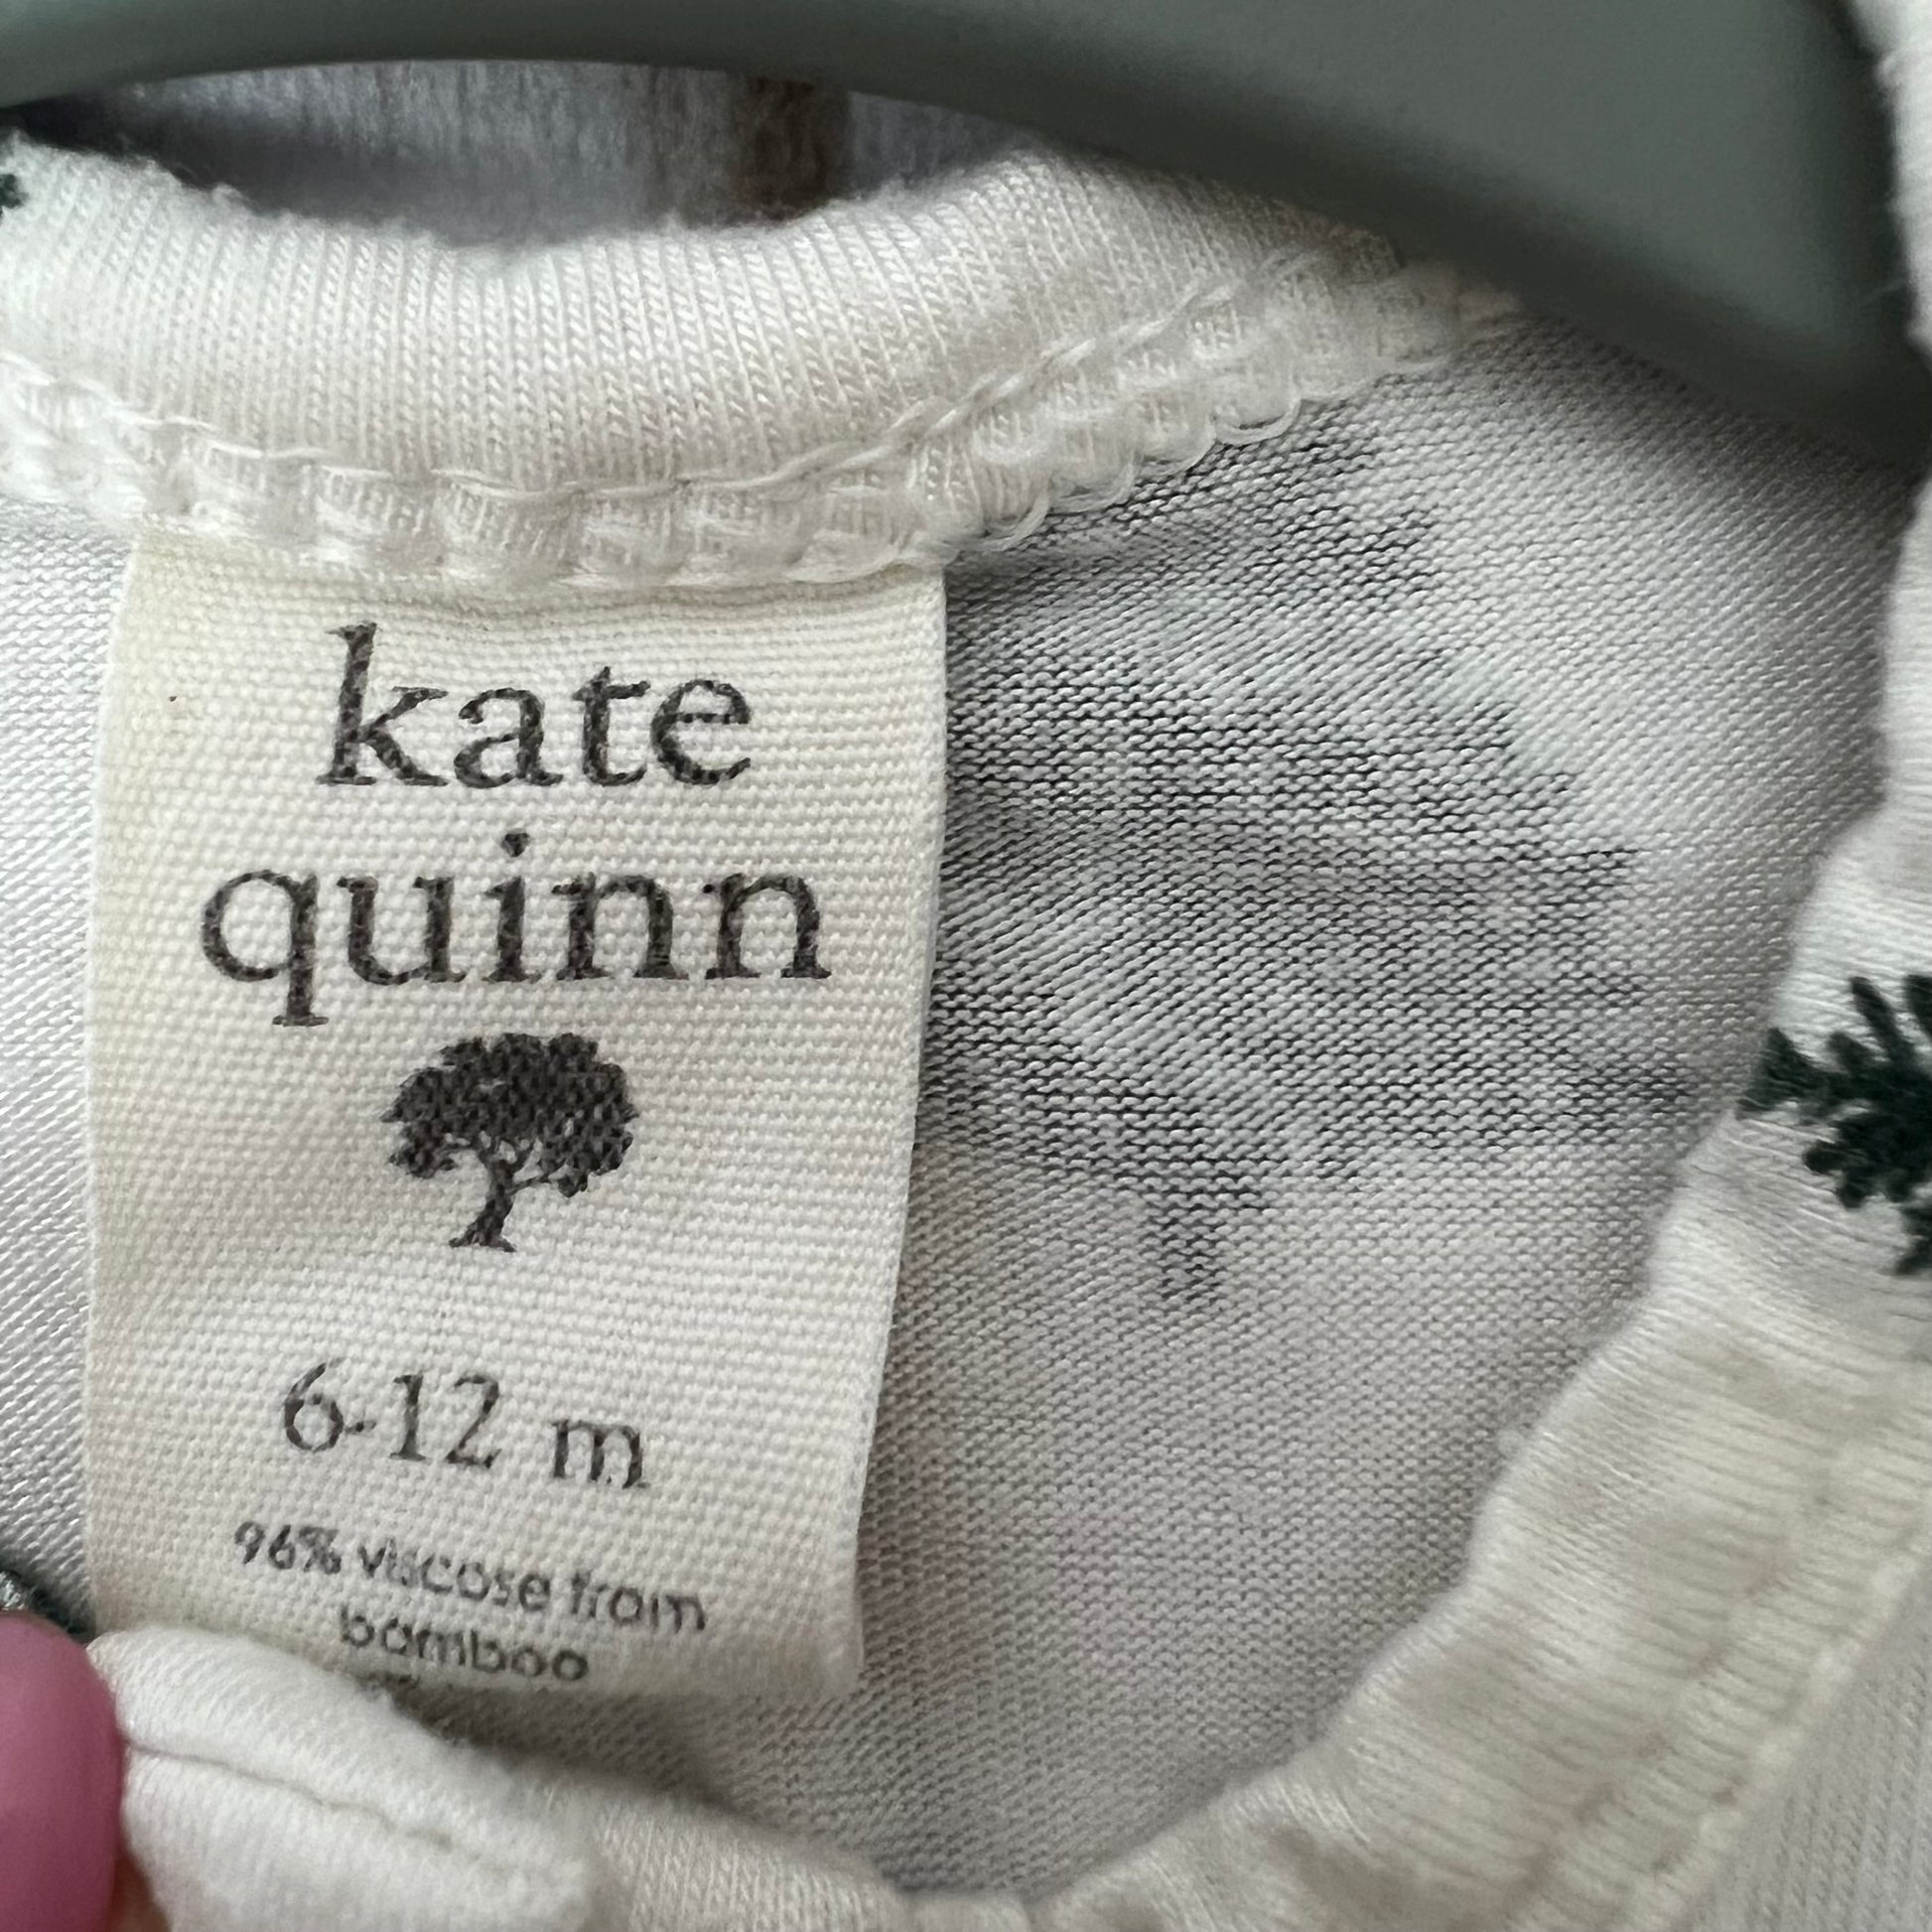 kate
quinn
6-12 m
96% viscose from
bamboo